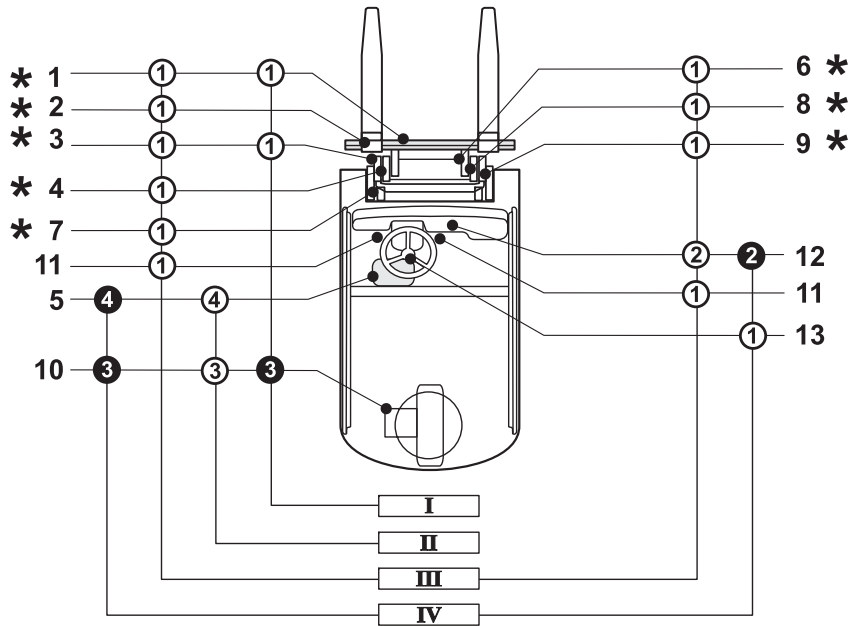 * 1 1 1 1 6 *
* 2 1 1 8 *
* 3 1 1 1 9 *
* 4 1
* 7 1
11 1 2 2 12
5 4 4 1 11
1 13
10 3 3 3
I
II
III
IV